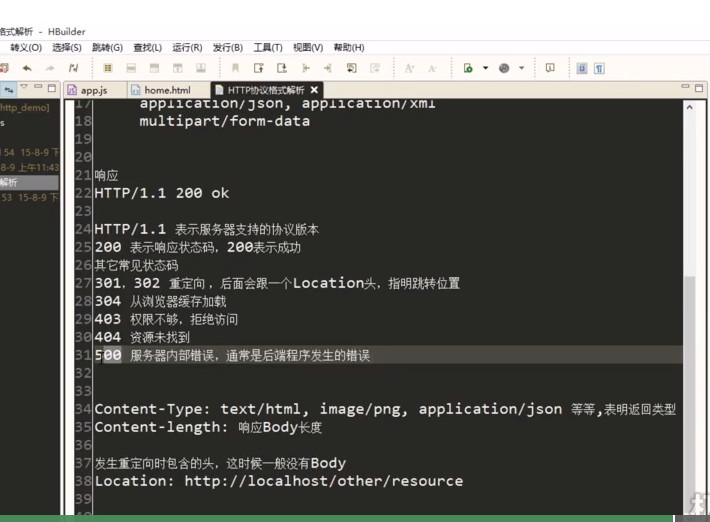 格式解析 - HBuilder
转义(O) 选择(S) 跳转(G) 查找(L) 运行(R) 发行(B) 工具(T) 视图(V) 帮助(H)
app.js home.html HTTP协议格式解析
http_demo]
s
54 15-8-9 下
8-9 上午11:43
解析
53 15-8-9 下
17 application/json, application/xml
18 multipart/form-data
19
20
21 响应
22 HTTP/1.1 200 ok
23
24 HTTP/1.1 表示服务器支持的协议版本
25 200 表示响应状态码，200表示成功
26 其它常见状态码
27 301，302 重定向，后面会跟一个Location头，指明跳转位置
28 304 从浏览器缓存加载
29 403 权限不够，拒绝访问
30 404 资源未找到
31 500 服务器内部错误，通常是后端程序发生的错误
32
33
34 Content-Type: text/html, image/png, application/json 等等,表明返回类型
35 Content-length: 响应Body长度
36
37 发生重定向时包含的头，这时候一般没有Body
38 Location: http://localhost/other/resource
39